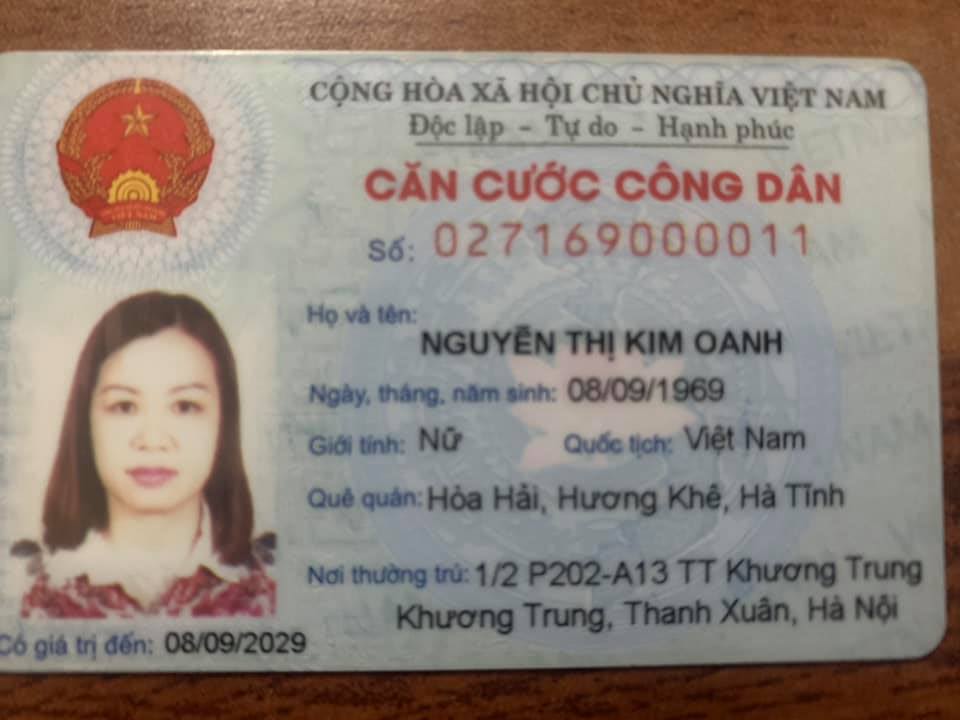 CỘNG HÒA XÃ HỘI CHỦ NGHĨA VIỆT NAM
Độc lập - Tự do - Hạnh phúc
CĂN CƯỚC CÔNG DÂN
Số: 027169000011
Họ và tên:
NGUYỄN THỊ KIM OANH
Ngày, tháng, năm sinh: 08/09/1969
Giới tính: Nữ Quốc tịch: Việt Nam
Quê quán: Hòa Hải, Hương Khê, Hà Tĩnh
Nơi thường trú: 1/2 P202-A13 TT Khương Trung
Khương Trung, Thanh Xuân, Hà Nội
Có giá trị đến: 08/09/2029